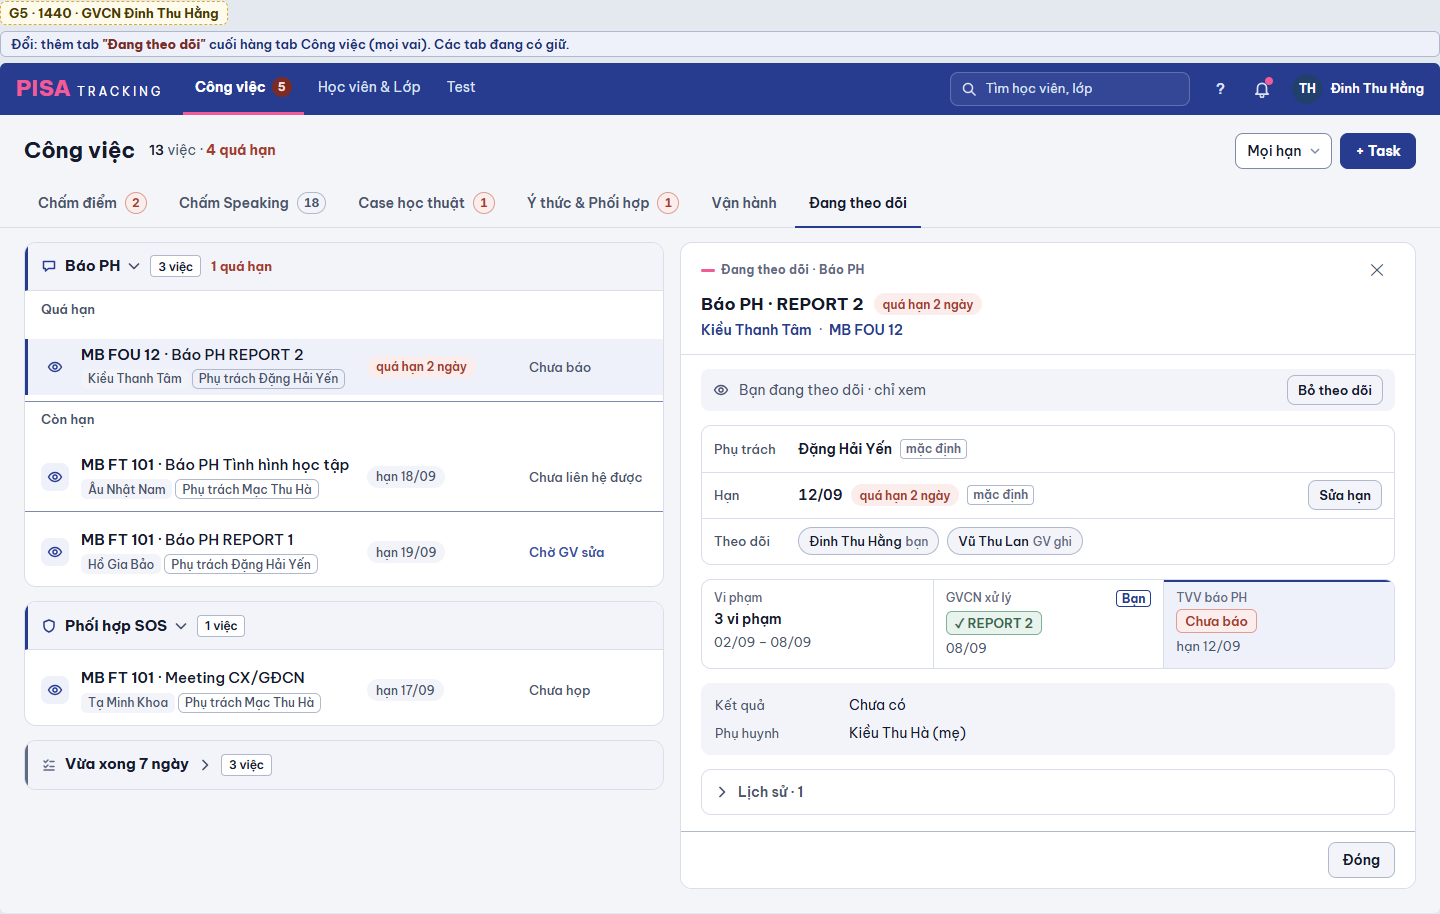 G5 · 1440 · GVCN Đinh Thu Hằng
Đổi: thêm tab "Đang theo dõi" cuối hàng tab Công việc (mọi vai). Các tab đang có giữ.
PISA TRACKING
Công việc 5
Học viên & Lớp
Test
Tìm học viên, lớp
?
TH
Đinh Thu Hằng
Công việc
13 việc · 4 quá hạn
Mọi hạn
+ Task
Chấm điểm 2
Chấm Speaking 18
Case học thuật 1
Ý thức & Phối hợp 1
Vận hành
Đang theo dõi
Báo PH
3 việc
1 quá hạn
Quá hạn
MB FOU 12 · Báo PH REPORT 2
Kiều Thanh Tâm
Phụ trách Đặng Hải Yến
quá hạn 2 ngày
Chưa báo
Còn hạn
MB FT 101 · Báo PH Tình hình học tập
Âu Nhật Nam
Phụ trách Mạc Thu Hà
hạn 18/09
Chưa liên hệ được
MB FT 101 · Báo PH REPORT 1
Hồ Gia Bảo
Phụ trách Đặng Hải Yến
hạn 19/09
Chờ GV sửa
Phối hợp SOS
1 việc
MB FT 101 · Meeting CX/GĐCN
Tạ Minh Khoa
Phụ trách Mạc Thu Hà
hạn 17/09
Chưa họp
Vừa xong 7 ngày
3 việc
Đang theo dõi · Báo PH
Báo PH · REPORT 2
quá hạn 2 ngày
Kiều Thanh Tâm · MB FOU 12
Bạn đang theo dõi · chỉ xem
Bỏ theo dõi
Phụ trách
Đặng Hải Yến
mặc định
Hạn
12/09
quá hạn 2 ngày
mặc định
Sửa hạn
Theo dõi
Đinh Thu Hằng bạn
Vũ Thu Lan GV ghi
Vi phạm
3 vi phạm
02/09 – 08/09
GVCN xử lý
Bạn
✓ REPORT 2
08/09
TVV báo PH
Chưa báo
hạn 12/09
Kết quả
Chưa có
Phụ huynh
Kiều Thu Hà (mẹ)
Lịch sử · 1
Đóng